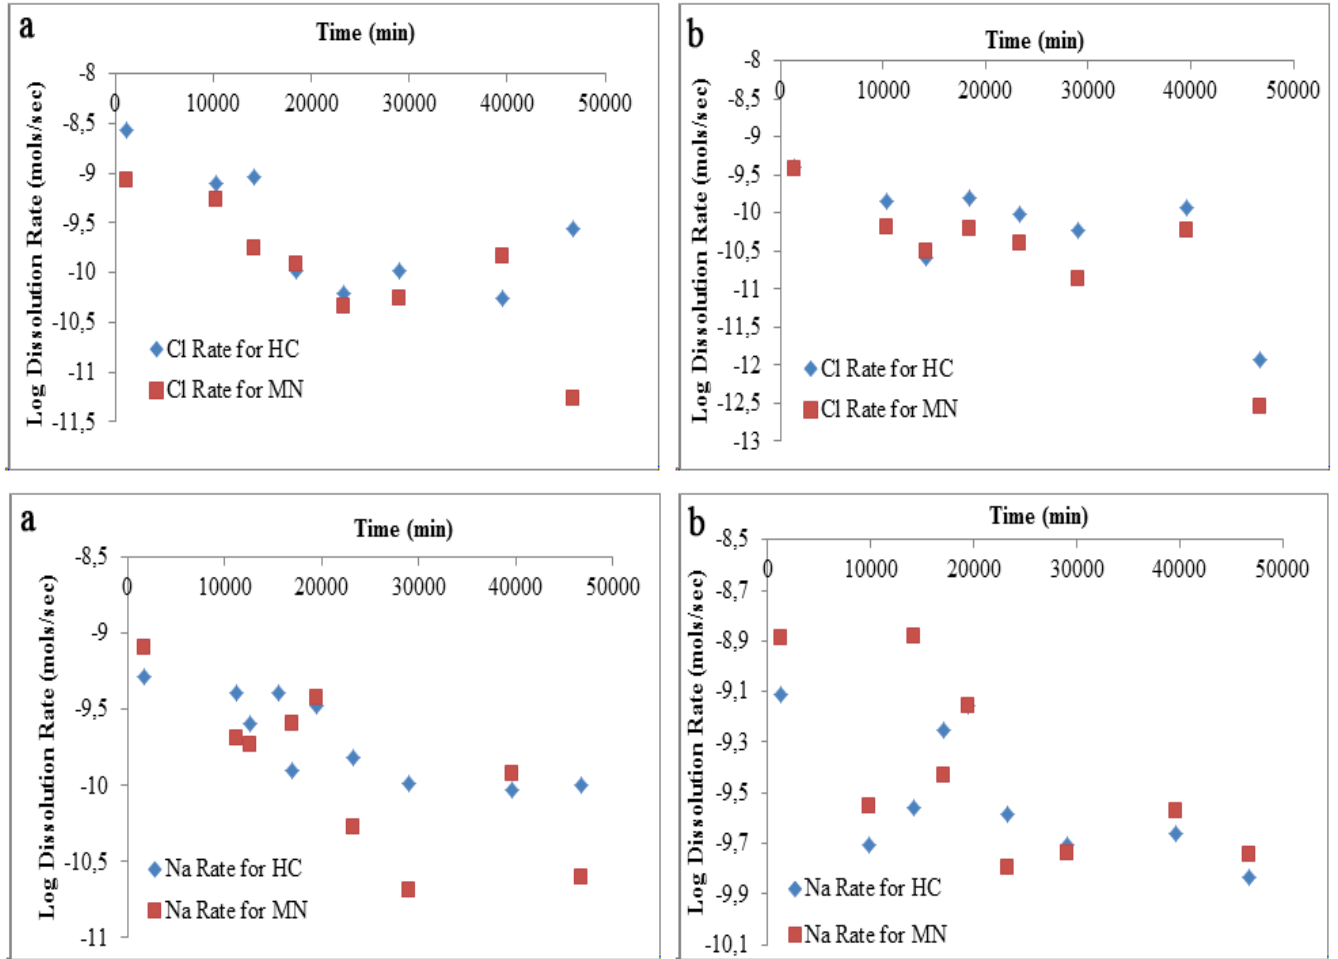 a
Time (min)
-8
0
10000
20000
30000
40000
50000
-8,5
-9
-9,5
-10
-10,5
-11
-11,5
Log Dissolution Rate (mols/sec)
Cl Rate for HC
Cl Rate for MN
b
Time (min)
-8
0
10000
20000
30000
40000
50000
-8,5
-9
-9,5
-10
-10,5
-11
-11,5
-12
-12,5
-13
Log Dissolution Rate (mols/sec)
Cl Rate for HC
Cl Rate for MN
a
Time (min)
-8,5
0
10000
20000
30000
40000
50000
-9
-9,5
-10
-10,5
-11
Log Dissolution Rate (mols/sec)
Na Rate for HC
Na Rate for MN
b
Time (min)
-8,5
0
10000
20000
30000
40000
50000
-8,7
-8,9
-9,1
-9,3
-9,5
-9,7
-9,9
-10,1
Log Dissolution Rate (mols/sec)
Na Rate for HC
Na Rate for MN